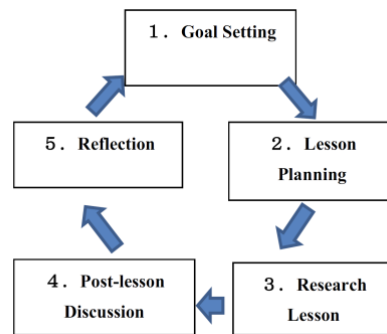 １．Goal Setting
５．Reflection
２．Lesson
Planning
４．Post-lesson
Discussion
３．Research
Lesson